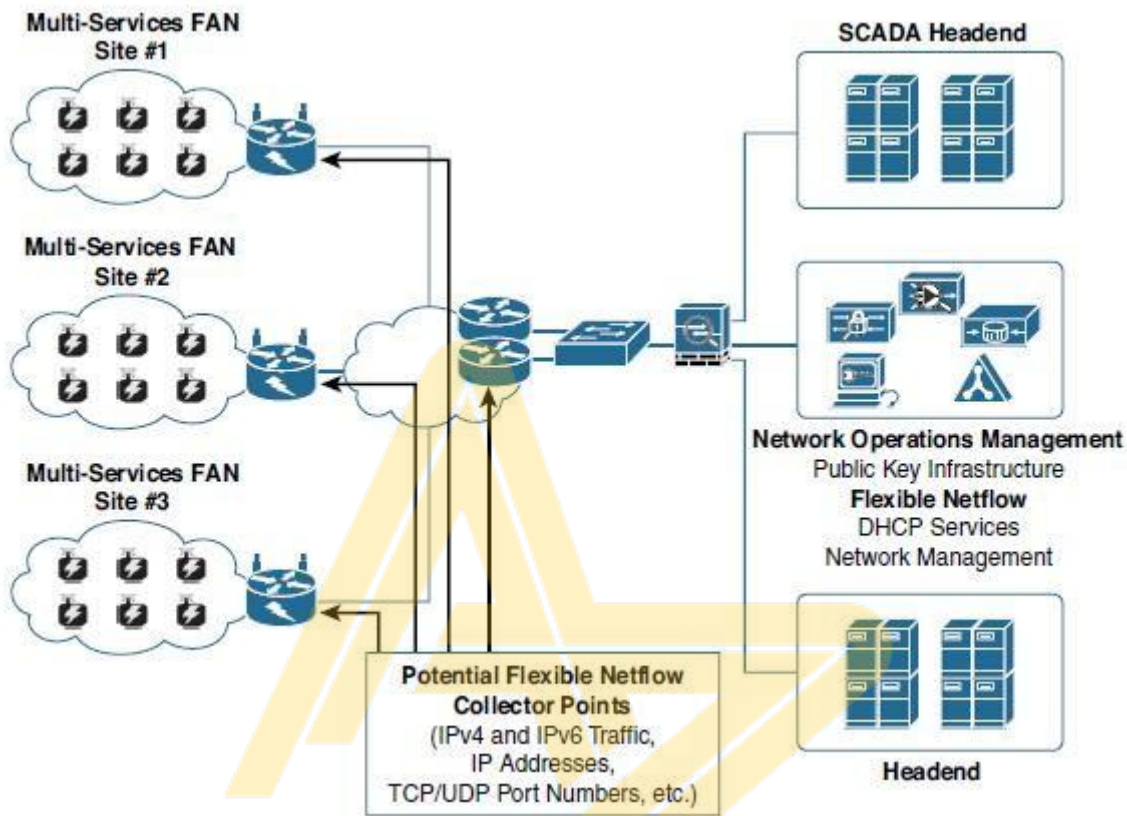 Multi-Services FAN
Site #1
SCADA Headend
Multi-Services FAN
Site #2
Network Operations Management
Public Key Infrastructure
Flexible Netflow
DHCP Services
Network Management
Multi-Services FAN
Site #3
Potential Flexible Netflow
Collector Points
(IPv4 and IPv6 Traffic,
IP Addresses,
TCP/UDP Port Numbers, etc.)
Headend